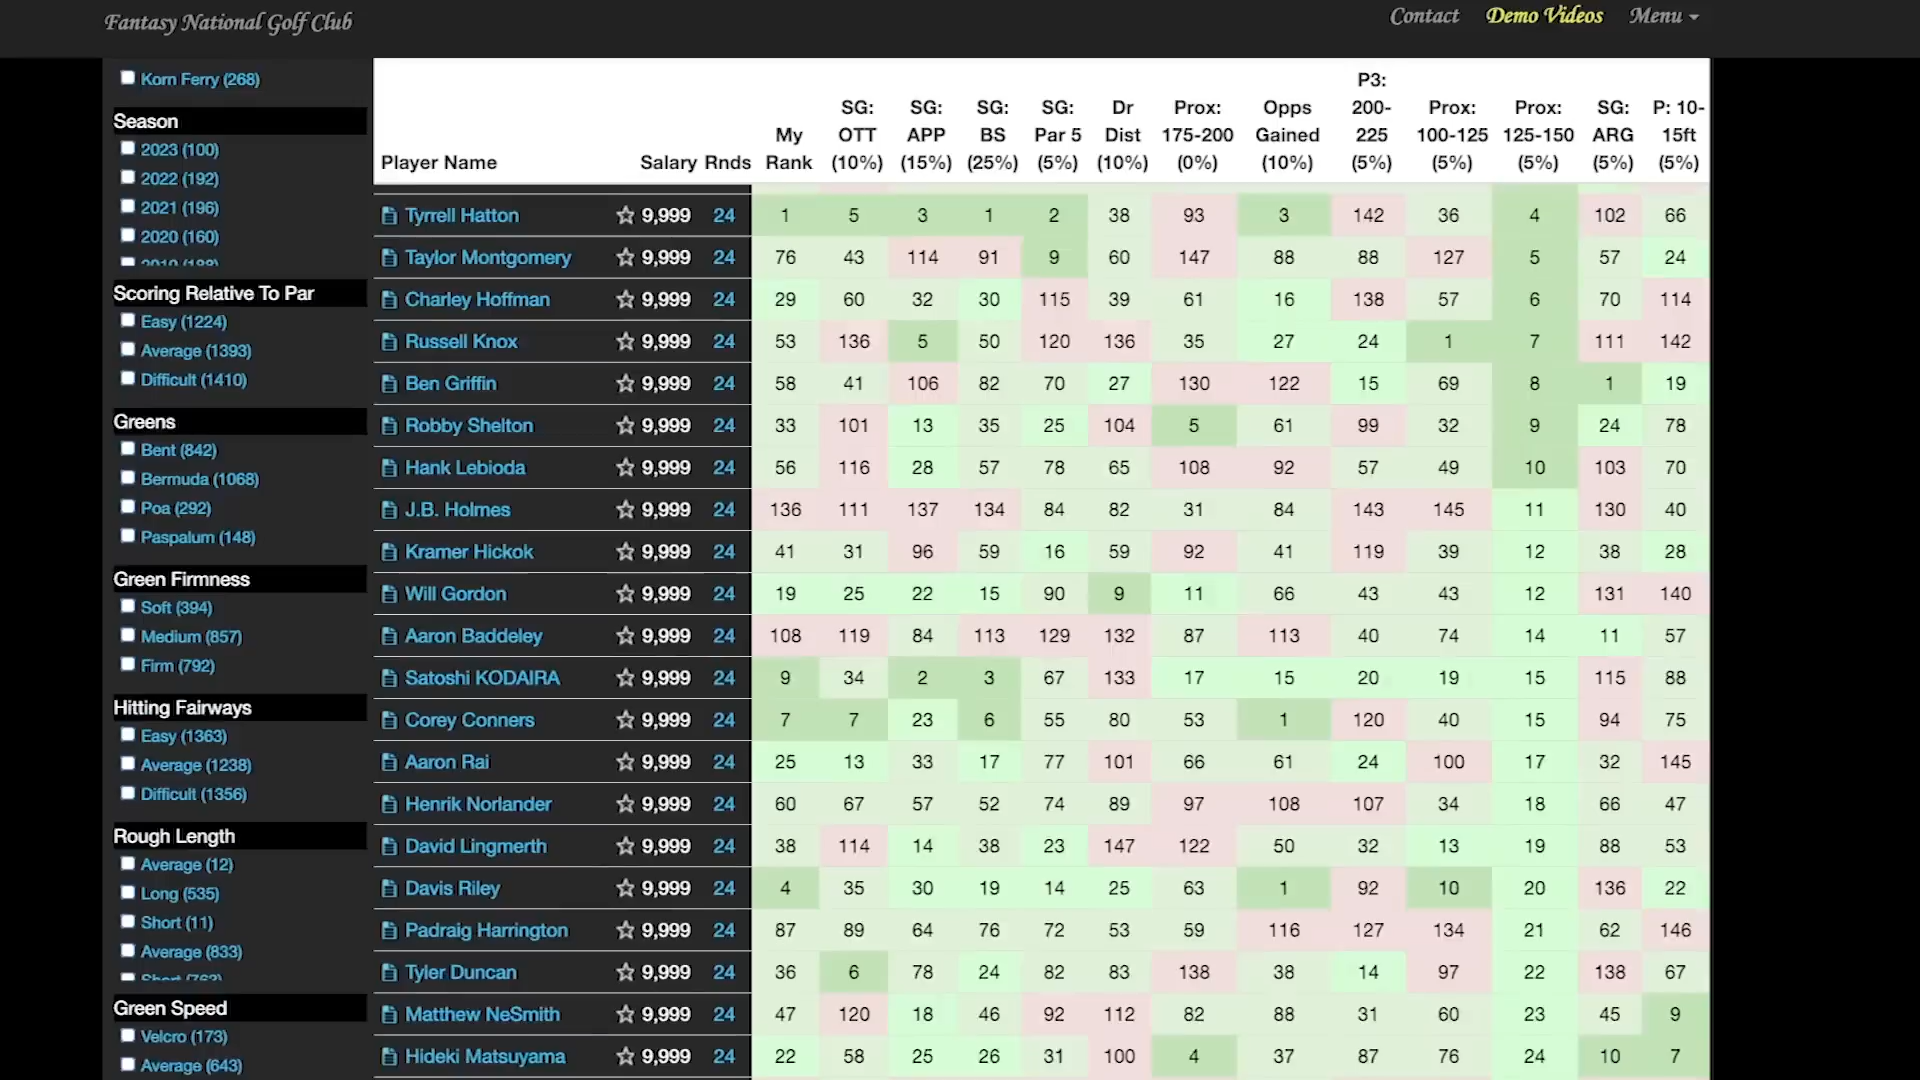 Fantasy National Golf Club
Contact Demo Videos Menu
Korn Ferry (268)
Season
2023 (100)
2022 (192)
2021 (196)
2020 (160)
2019 (188)
Scoring Relative To Par
Easy (1224)
Average (1393)
Difficult (1410)
Greens
Bent (842)
Bermuda (1068)
Poa (292)
Paspalum (148)
Green Firmness
Soft (394)
Medium (857)
Firm (792)
Hitting Fairways
Easy (1363)
Average (1238)
Difficult (1356)
Rough Length
Average (12)
Long (535)
Short (11)
Average (833)
Short (763)
Green Speed
Velcro (173)
Average (643)
Player Name Salary Rnds My Rank SG: OTT (10%) SG: APP (15%) SG: BS (25%) SG: Par 5 (5%) Dr Dist (10%) Prox: 175-200 (0%) Opps Gained (10%) P3: 200-225 (5%) Prox: 100-125 (5%) Prox: 125-150 (5%) SG: ARG (5%) P: 10-15ft (5%)
Tyrrell Hatton 9,999 24 1 5 3 1 2 38 93 3 142 36 4 102 66
Taylor Montgomery 9,999 24 76 43 114 91 9 60 147 88 88 127 5 57 24
Charley Hoffman 9,999 24 29 60 32 30 115 39 61 16 138 57 6 70 114
Russell Knox 9,999 24 53 136 5 50 120 136 35 27 24 1 7 111 142
Ben Griffin 9,999 24 58 41 106 82 70 27 130 122 15 69 8 1 19
Robby Shelton 9,999 24 33 101 13 35 25 104 5 61 99 32 9 24 78
Hank Lebioda 9,999 24 56 116 28 57 78 65 108 92 57 49 10 103 70
J.B. Holmes 9,999 24 136 111 137 134 84 82 31 84 143 145 11 130 40
Kramer Hickok 9,999 24 41 31 96 59 16 59 92 41 119 39 12 38 28
Will Gordon 9,999 24 19 25 22 15 90 9 11 66 43 43 12 131 140
Aaron Baddeley 9,999 24 108 119 84 113 129 132 87 113 40 74 14 11 57
Satoshi KODAIRA 9,999 24 9 34 2 3 67 133 17 15 20 19 15 115 88
Corey Conners 9,999 24 7 7 23 6 55 80 53 1 120 40 15 94 75
Aaron Rai 9,999 24 25 13 33 17 77 101 66 61 24 100 17 32 145
Henrik Norlander 9,999 24 60 67 57 52 74 89 97 108 107 34 18 66 47
David Lingmerth 9,999 24 38 114 14 38 23 147 122 50 32 13 19 88 53
Davis Riley 9,999 24 4 35 30 19 14 25 63 1 92 10 20 136 22
Padraig Harrington 9,999 24 87 89 64 76 72 53 59 116 127 134 21 62 146
Tyler Duncan 9,999 24 36 6 78 24 82 83 138 38 14 97 22 138 67
Matthew NeSmith 9,999 24 47 120 18 46 92 112 82 88 31 60 23 45 9
Hideki Matsuyama 9,999 24 22 58 25 26 31 100 4 37 87 76 24 10 7